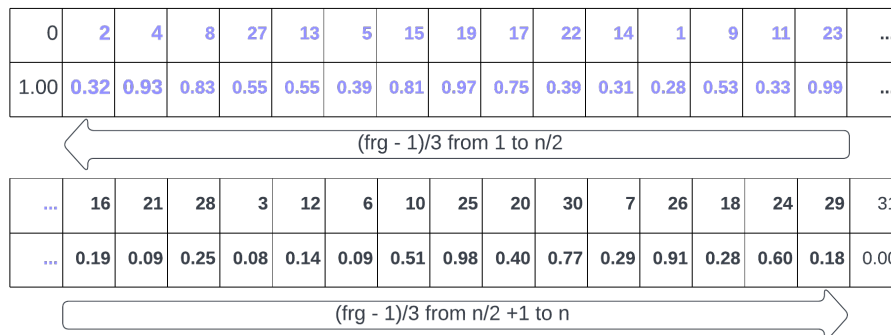 0 2 4 8 27 13 5 15 19 17 22 14 1 9 11 23 ...
1.00 0.32 0.93 0.83 0.55 0.55 0.39 0.81 0.97 0.75 0.39 0.31 0.28 0.53 0.33 0.99 ...
(frg - 1)/3 from 1 to n/2
... 16 21 28 3 12 6 10 25 20 30 7 26 18 24 29 31
... 0.19 0.09 0.25 0.08 0.14 0.09 0.51 0.98 0.40 0.77 0.29 0.91 0.28 0.60 0.18 0.00
(frg - 1)/3 from n/2 +1 to n